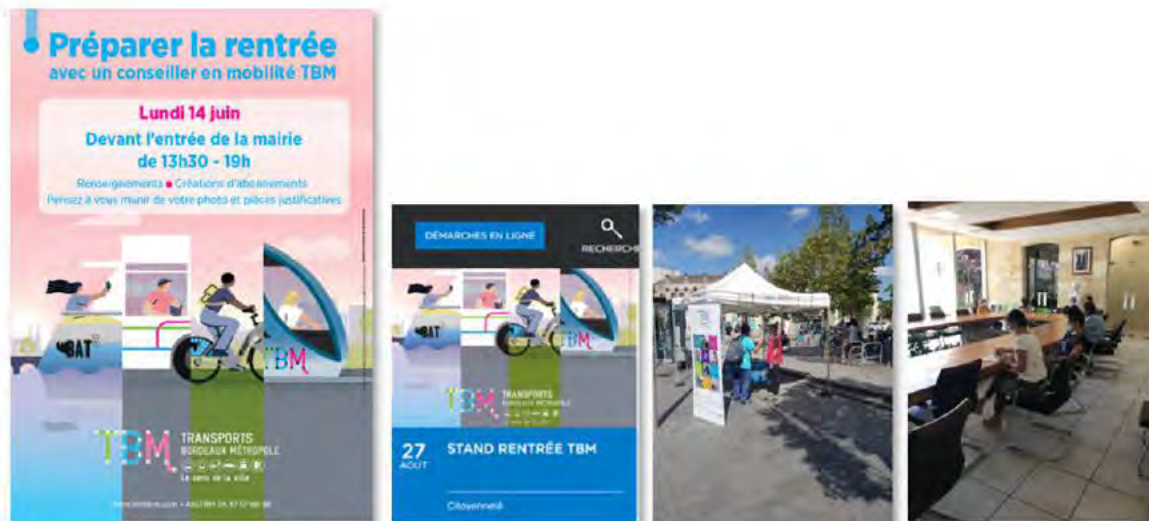 Préparer la rentrée
avec un conseiller en mobilité TBM
Lundi 14 juin
Devant l'entrée de la mairie
de 13h30 - 19h
Renseignements • Créations d'abonnements
Pensez à vous munir de votre photo et pièces justificatives
BAT
TBM
TBM
TRANSPORTS
BORDEAUX MÉTROPOLE
Le sens de la ville
DÉMARCHES EN LIGNE
RECHERCHE
BAT
TBM
TBM
TRANSPORTS
BORDEAUX MÉTROPOLE
27
AOUT
STAND RENTRÉE TBM
Citoyenneté